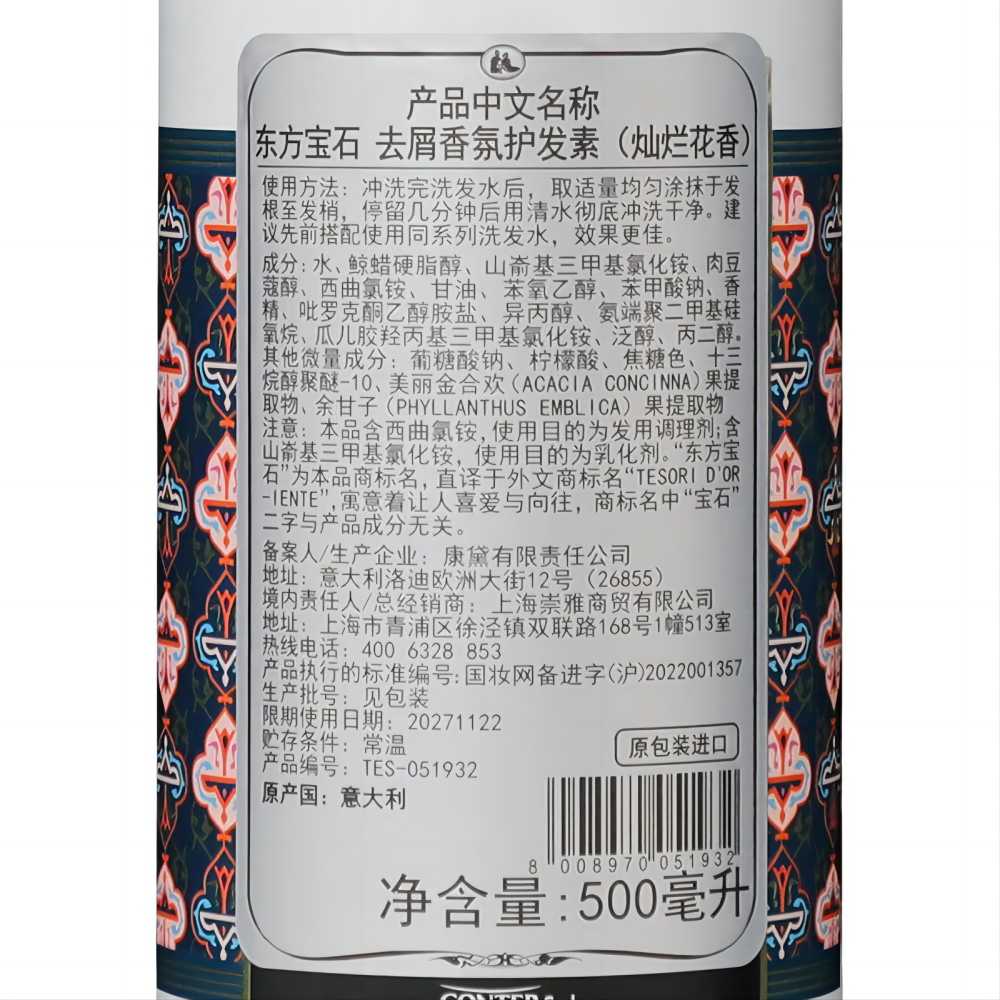 产品中文名称
东方宝石 去屑香氛护发素（灿烂花香）
使用方法：冲洗完洗发水后，取适量均匀涂抹于发
根至发梢，停留几分钟后用清水彻底冲洗干净。建
议先前搭配使用同系列洗发水，效果更佳。
成分：水、鲸蜡硬脂醇、山嵛基三甲基氯化铵、肉豆
蔻醇、西曲氯铵、甘油、苯氧乙醇、苯甲酸钠、香
精、吡罗克酮乙醇胺盐、异丙醇、氨端聚二甲基硅
氧烷、瓜儿胶羟丙基三甲基氯化铵、泛醇、丙二醇。
其他微量成分：葡糖酸钠、柠檬酸、焦糖色、十三
烷醇聚醚-10、美丽金合欢(ACACIA CONCINNA)果提
取物、余甘子(PHYLLANTHUS EMBLICA) 果提取物
注意：本品含西曲氯铵,使用目的为发用调理剂;含
山嵛基三甲基氯化铵，使用目的为乳化剂。“东方宝
石”为本品商标名,直译于外文商标名“TESORI D'OR
-IENTE”,寓意着让人喜爱与向往，商标名中“宝石”
二字与产品成分无关。
备案人/生产企业：康黛有限责任公司
地址：意大利洛迪欧洲大街12号（26855）
境内责任人/总经销商：上海崇雅商贸有限公司
地址：上海市青浦区徐泾镇双联路168号1幢513室
热线电话：400 6328 853
产品执行的标准编号:国妆网备进字(沪)2022001357
生产批号：见包装
限期使用日期：20271122
贮存条件：常温
产品编号：TES-051932
原产国：意大利
原包装进口
8 008970 051932
净含量:500毫升